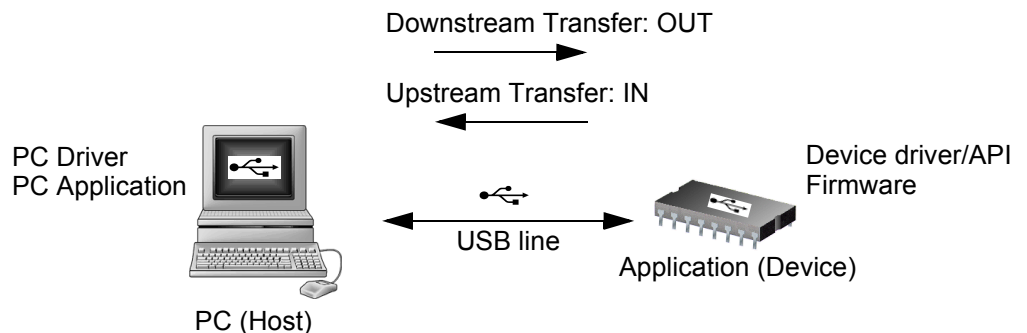 Downstream Transfer: OUT
Upstream Transfer: IN
PC Driver
PC Application
Device driver/API
Firmware
USB line
Application (Device)
PC (Host)